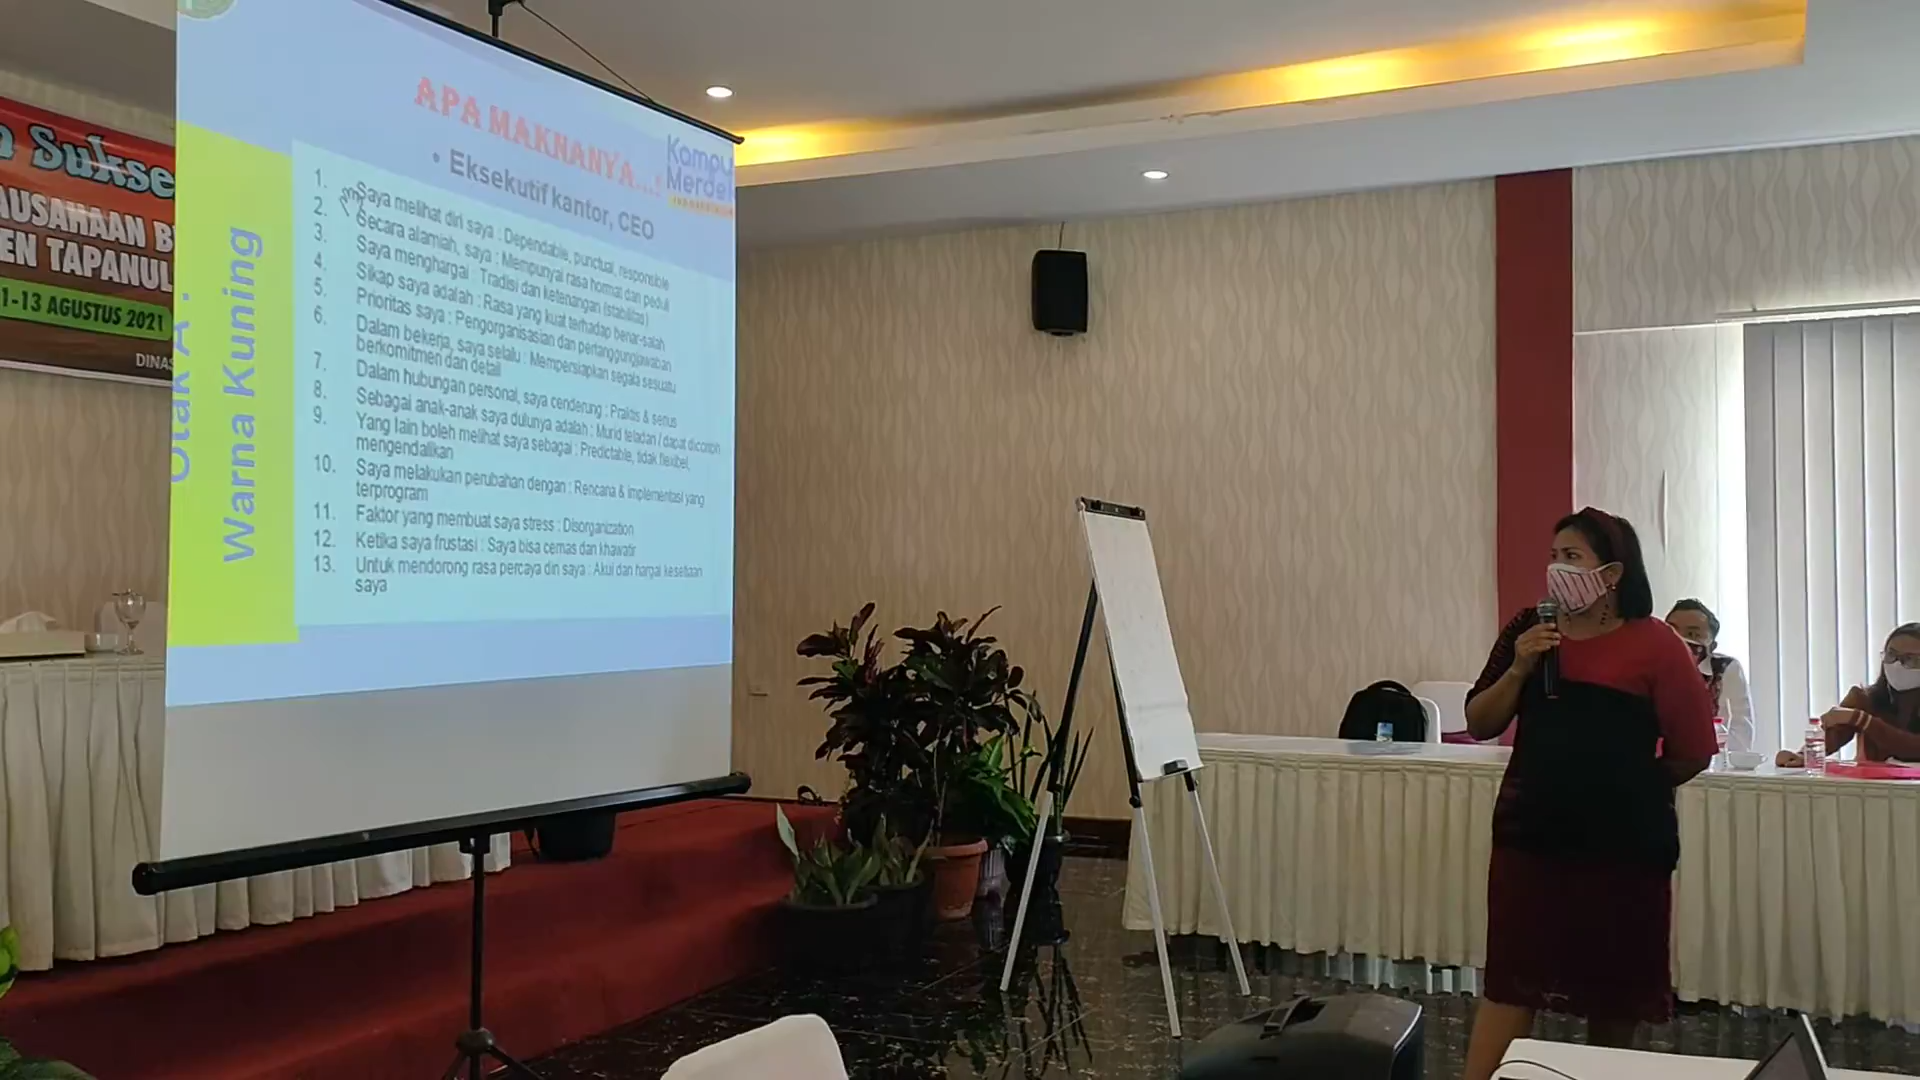 Sukse
AUSAHAAN B
EN TAPANUL
1-13 AGUSTUS 2021
DINAS
Otak A :
Warna Kuning
APA MAKNANYA...!
Kampu
Merdek
• Eksekutif kantor, CEO
1. Saya melihat diri saya : Dependable, punctual, responsible
2. Secara alamiah, saya : Mempunyai rasa hormat dan peduli
3. Saya menghargai : Tradisi dan ketenangan (stabilitas)
4. Sikap saya adalah : Rasa yang kuat terhadap benar-salah
5. Prioritas saya : Pengorganisasian dan pertanggungjawaban
6. Dalam bekerja, saya selalu : Mempersiapkan segala sesuatu
berkomitmen dan detail
7. Dalam hubungan personal, saya cenderung : Praktis & serius
8. Sebagai anak-anak saya dulunya adalah : Murid teladan / dapat dicontoh
9. Yang lain boleh melihat saya sebagai : Predictable, tidak flexibel,
mengendalikan
10. Saya melakukan perubahan dengan : Rencana & implementasi yang
terprogram
11. Faktor yang membuat saya stress : Disorganization
12. Ketika saya frustasi : Saya bisa cemas dan khawatir
13. Untuk mendorong rasa percaya diri saya : Akui dan hargai kesetiaan
saya